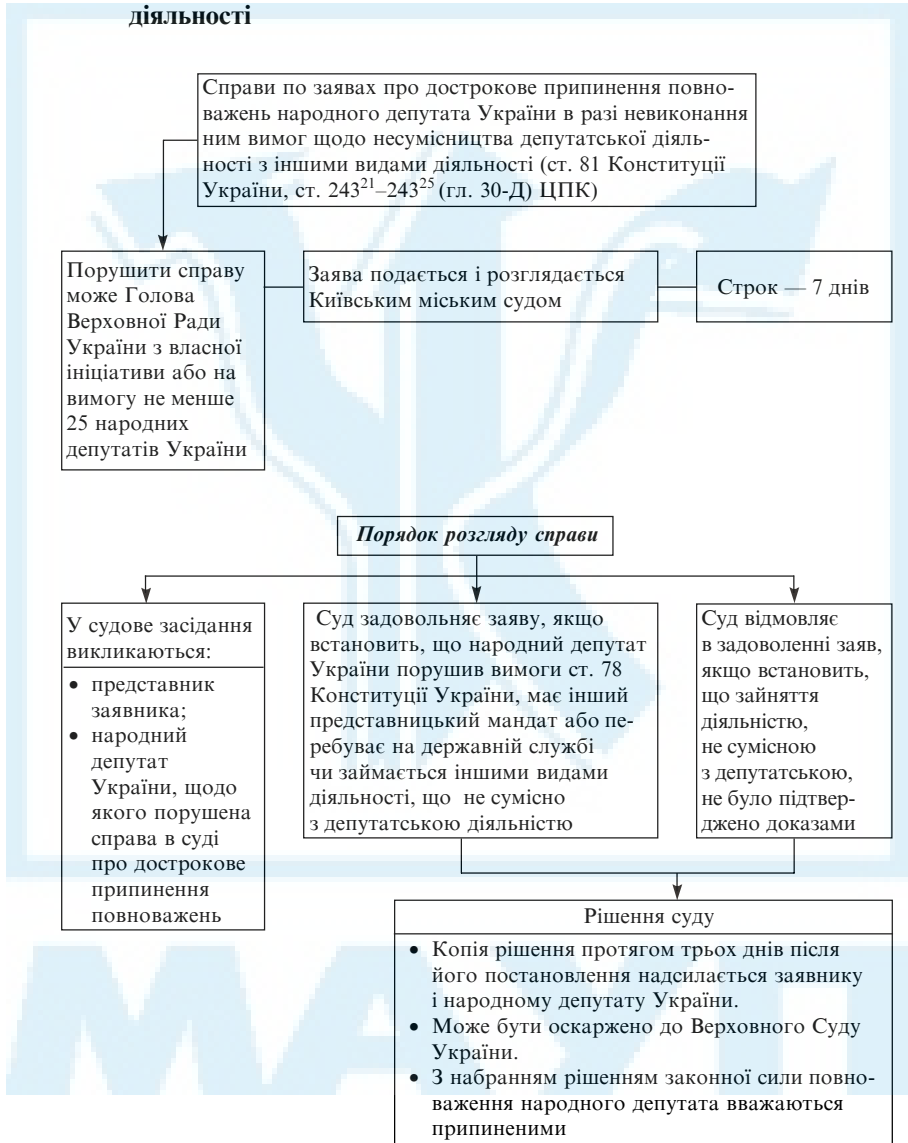 діяльності
Справи по заявах про дострокове припинення повно-
важень народного депутата України в разі невиконання
ним вимог щодо несумісництва депутатської діяль-
ності з іншими видами діяльності (ст. 81 Конституції
України, ст. 243²¹–243²⁵ (гл. 30-Д) ЦПК)
Порушити справу
може Голова
Верховної Ради
України з власної
ініціативи або на
вимогу не менше
25 народних
депутатів України
Заява подається і розглядається
Київським міським судом
Строк — 7 днів
Порядок розгляду справи
У судове засідання
викликаються:
• представник
заявника;
• народний
депутат
України, щодо
якого порушена
справа в суді
про дострокове
припинення
повноважень
Суд задовольняє заяву, якщо
встановить, що народний депутат
України порушив вимоги ст. 78
Конституції України, має інший
представницький мандат або пе-
ребуває на державній службі
чи займається іншими видами
діяльності, що не сумісно
з депутатською діяльністю
Суд відмовляє
в задоволенні заяв,
якщо встановить,
що зайняття
діяльністю,
не сумісною
з депутатською,
не було підтвер-
джено доказами
Рішення суду
• Копія рішення протягом трьох днів після
його постановлення надсилається заявнику
і народному депутату України.
• Може бути оскаржено до Верховного Суду
України.
• З набранням рішенням законної сили повно-
важення народного депутата вважаються
припиненими
МАУП